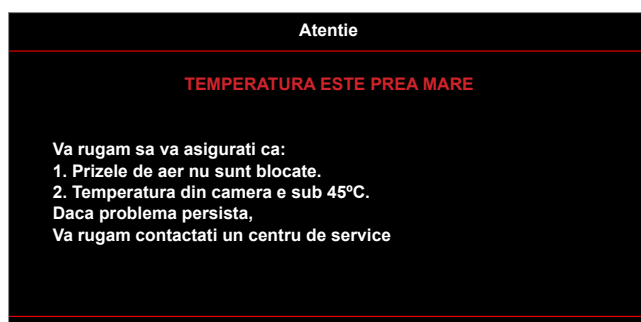 Atentie
TEMPERATURA ESTE PREA MARE
Va rugam sa va asigurati ca:
1. Prizele de aer nu sunt blocate.
2. Temperatura din camera e sub 45ºC.
Daca problema persista,
Va rugam contactati un centru de service